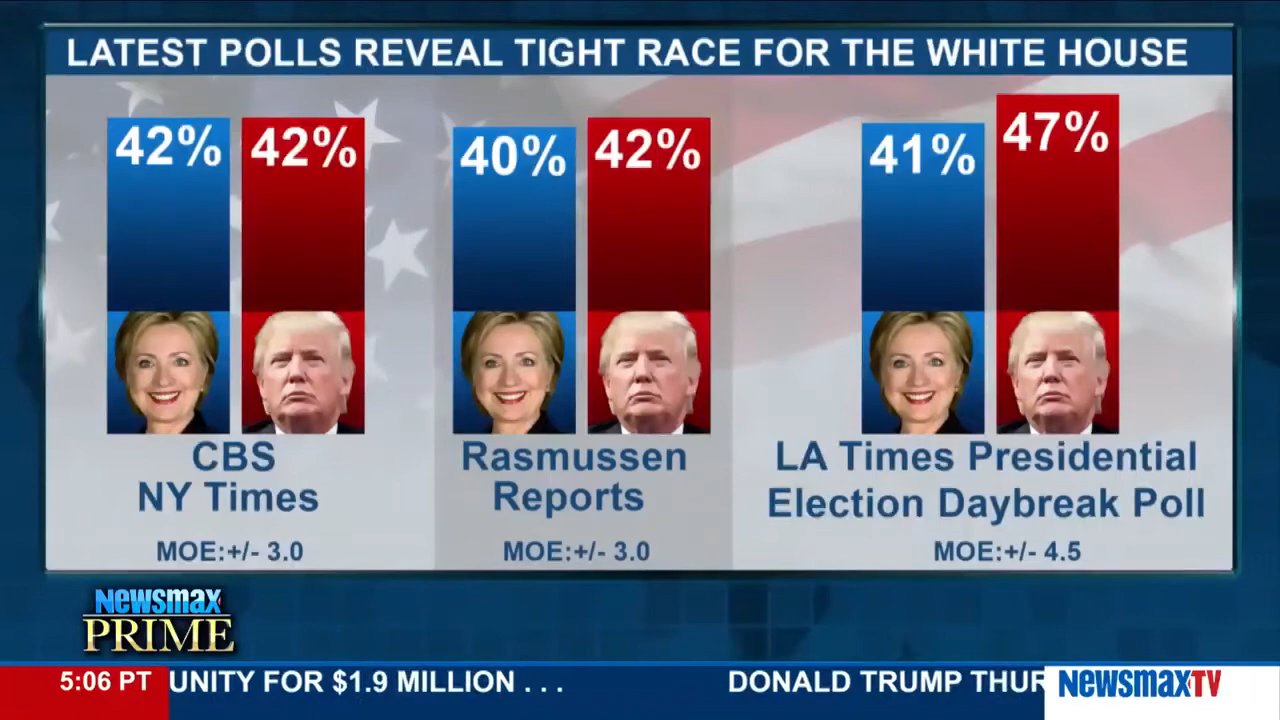 LATEST POLLS REVEAL TIGHT RACE FOR THE WHITE HOUSE
42% 42% 40% 42% 41% 47%
CBS
NY Times
MOE:+/- 3.0
Rasmussen
Reports
MOE:+/- 3.0
LA Times Presidential
Election Daybreak Poll
MOE:+/- 4.5
Newsmax
PRIME
5:06 PT UNITY FOR $1.9 MILLION . . . DONALD TRUMP THUR NewsmaxTV